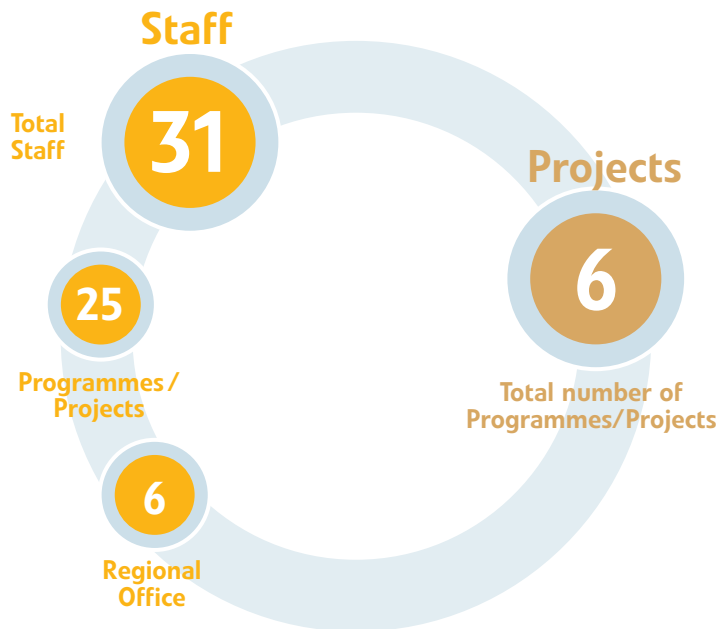 Staff
Total
Staff
31
25
Programmes/
Projects
6
Regional
Office
Projects
6
Total number of
Programmes/Projects